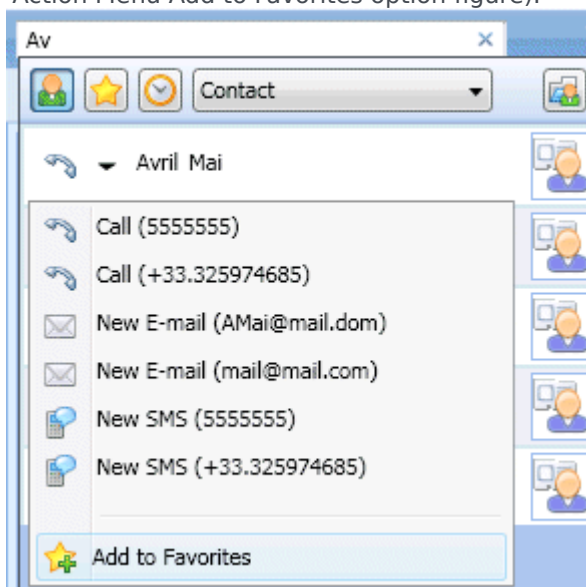 Action Menu Add to Favorites option figure).
Av
Contact
Avril Mai
Call (5555555)
Call (+33.325974685)
New E-mail (AMai@mail.dom)
New E-mail (mail@mail.com)
New SMS (5555555)
New SMS (+33.325974685)
Add to Favorites